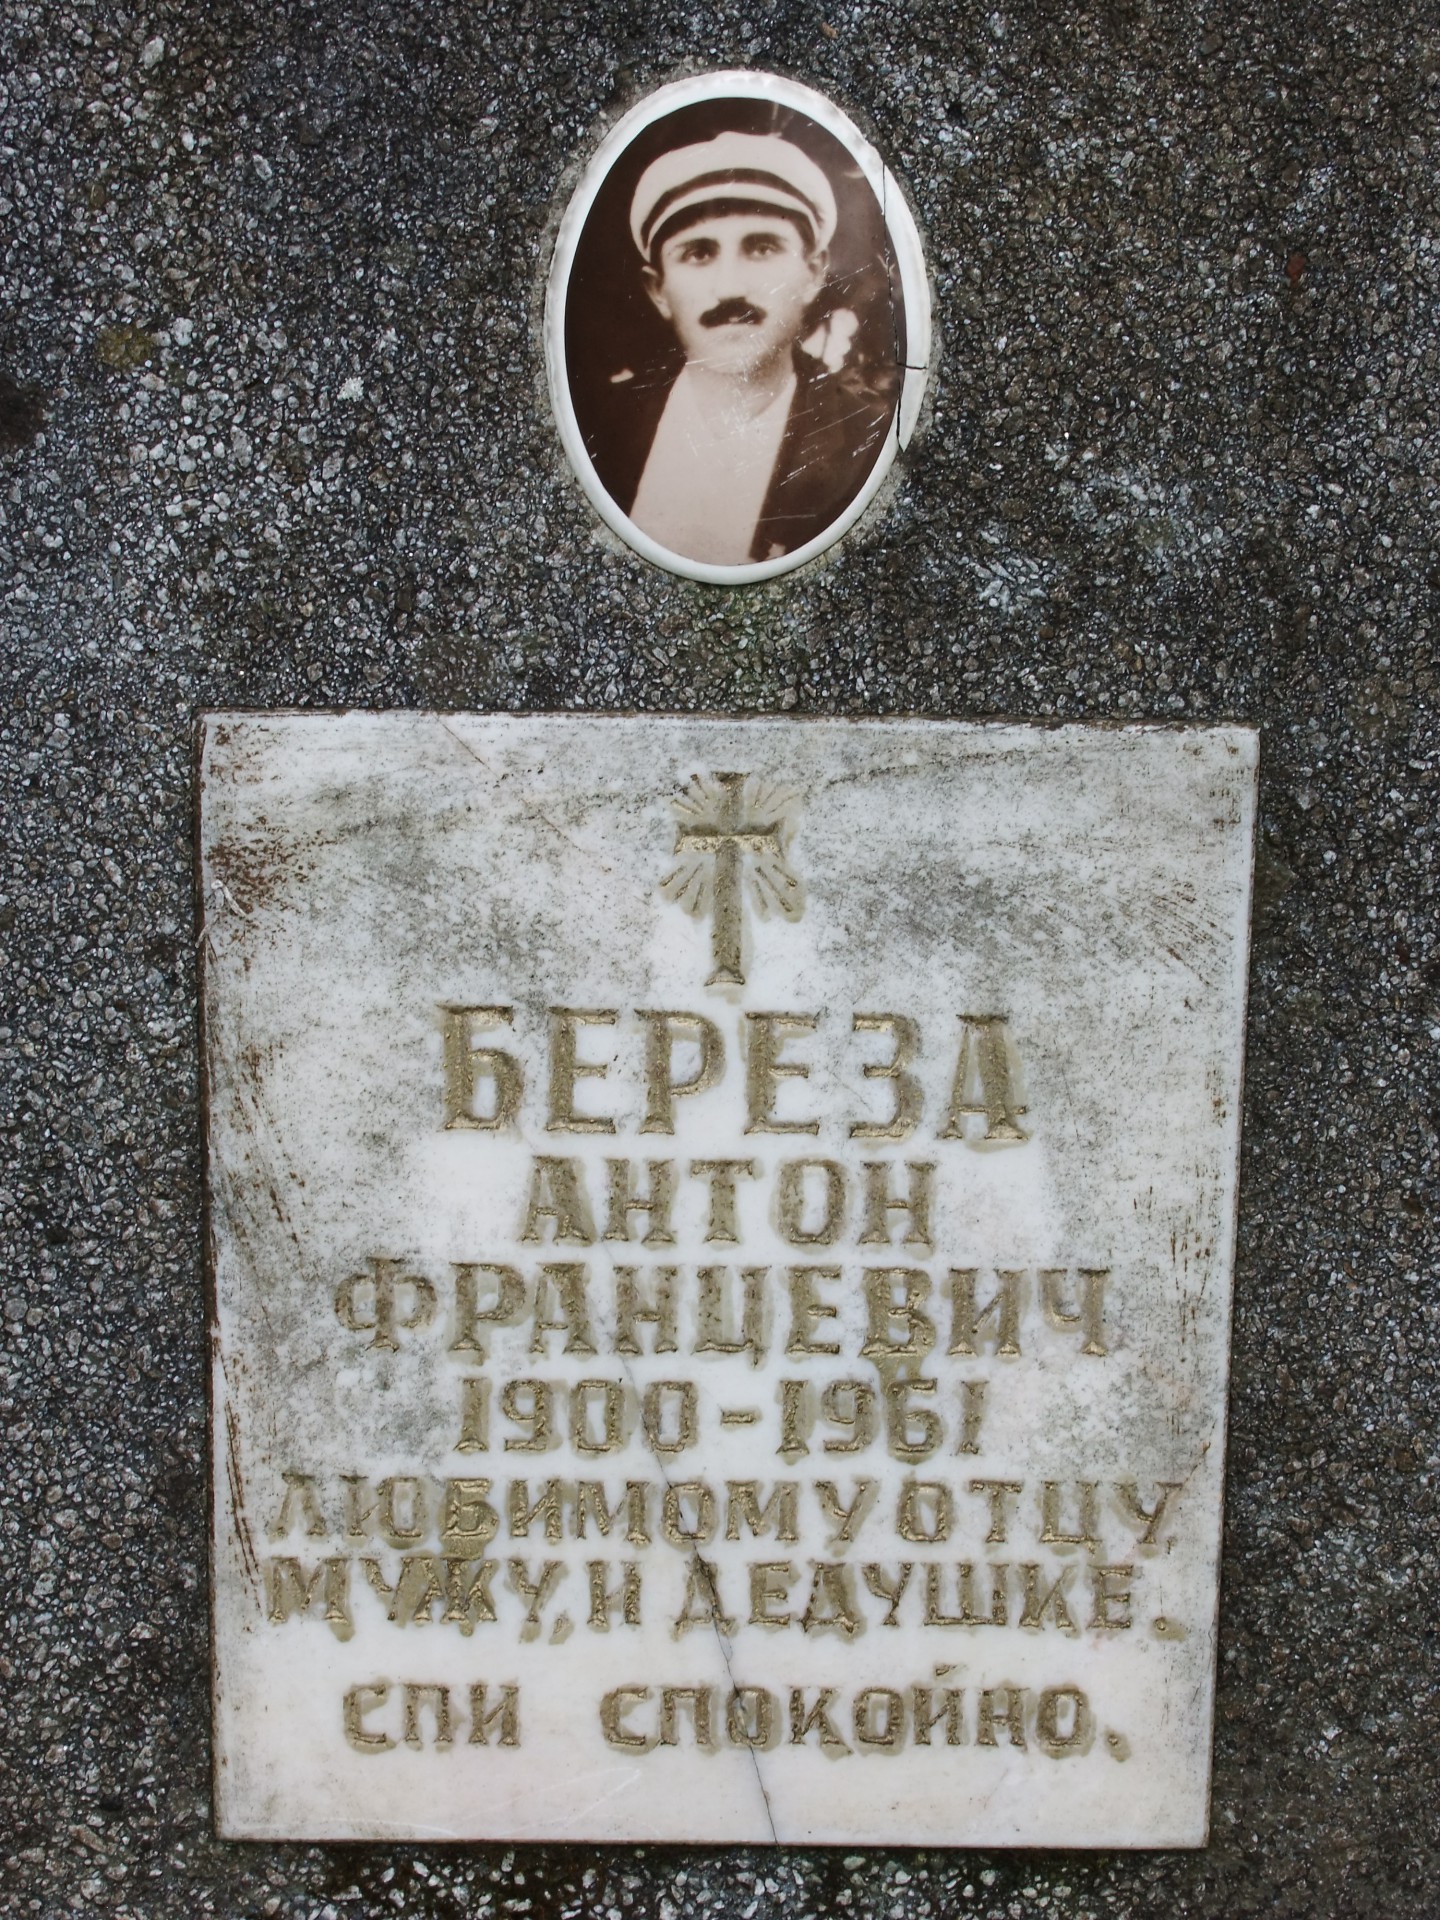 БЕРЕЗА
АНТОН
ФРАНЦЕВИЧ
1900-1961
ЛЮБИМОМУ ОТЦУ,
МУЖУ, И ДЕДУШКЕ.
СПИ СПОКОЙНО.